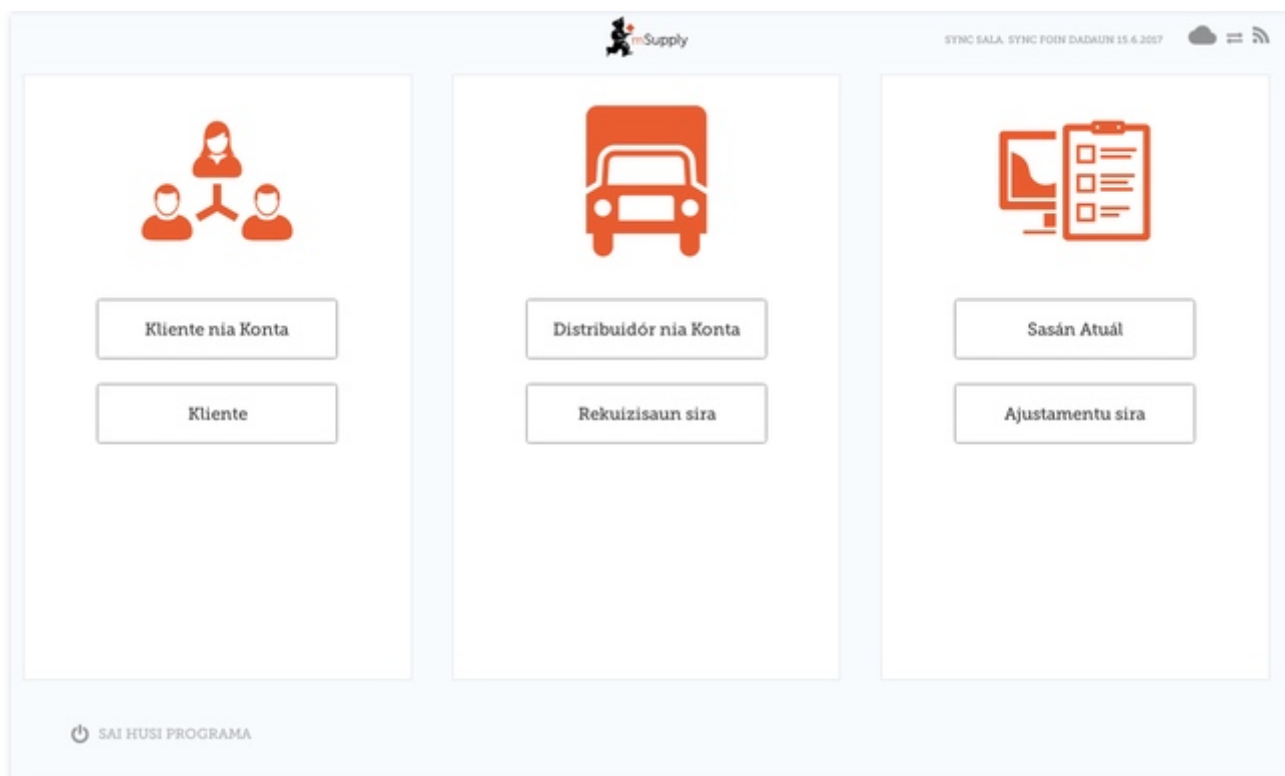 mSupply
SYNC SALA. SYNC FOIN DADAUN 15.6.2017
Kliente nia Konta
Kliente
Distribuidór nia Konta
Rekuizisaun sira
Sasán Atuál
Ajustamentu sira
SAI HUSI PROGRAMA